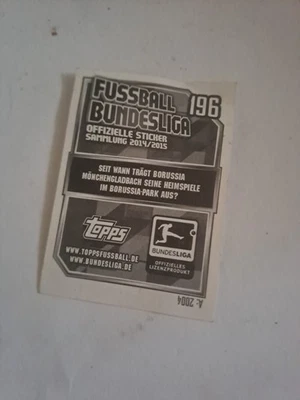 FUSSBALL 196
BUNDESLIGA
OFFIZIELLE STICKER
SAMMLUNG 2014/2015
SEIT WANN TRÄGT BORUSSIA
MÖNCHENGLADBACH SEINE HEIMSPIELE
IM BORUSSIA-PARK AUS?
topps
WWW.TOPPSFUSSBALL.DE
WWW.BUNDESLIGA.DE
BUNDESLIGA
OFFIZIELLES
LIZENZPRODUKT
A: 2004